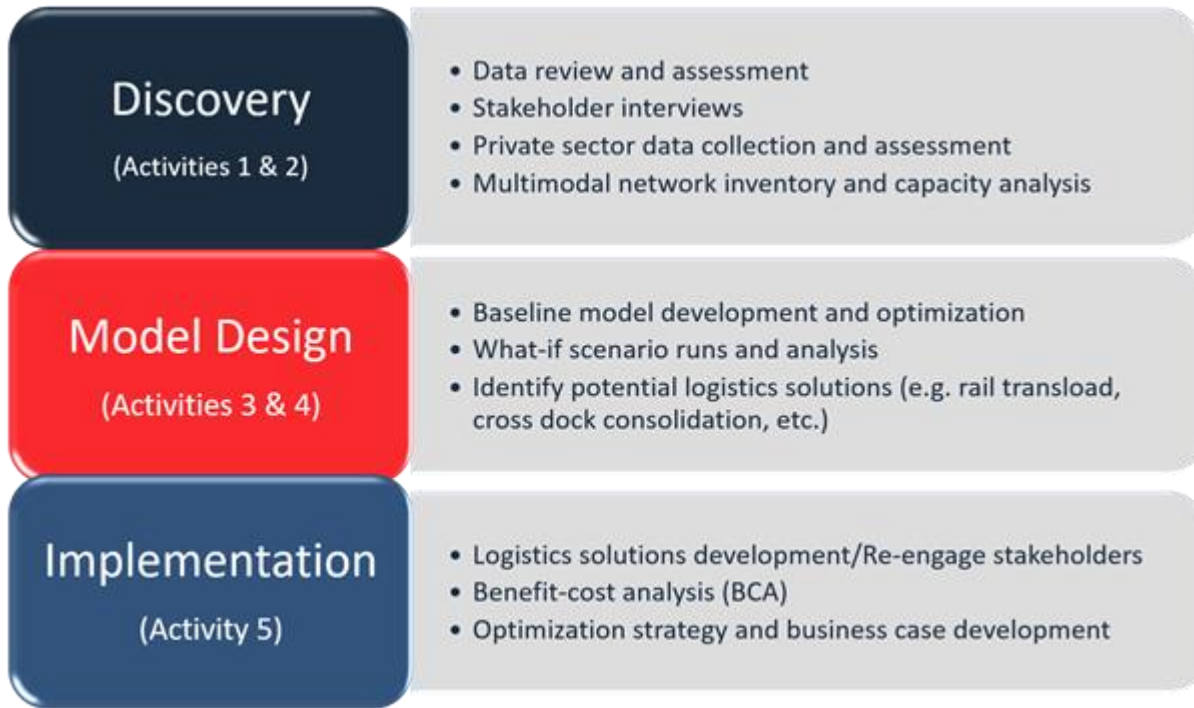 Discovery
(Activities 1 & 2)
• Data review and assessment
• Stakeholder interviews
• Private sector data collection and assessment
• Multimodal network inventory and capacity analysis
Model Design
(Activities 3 & 4)
• Baseline model development and optimization
• What-if scenario runs and analysis
• Identify potential logistics solutions (e.g. rail transload,
cross dock consolidation, etc.)
Implementation
(Activity 5)
• Logistics solutions development/Re-engage stakeholders
• Benefit-cost analysis (BCA)
• Optimization strategy and business case development